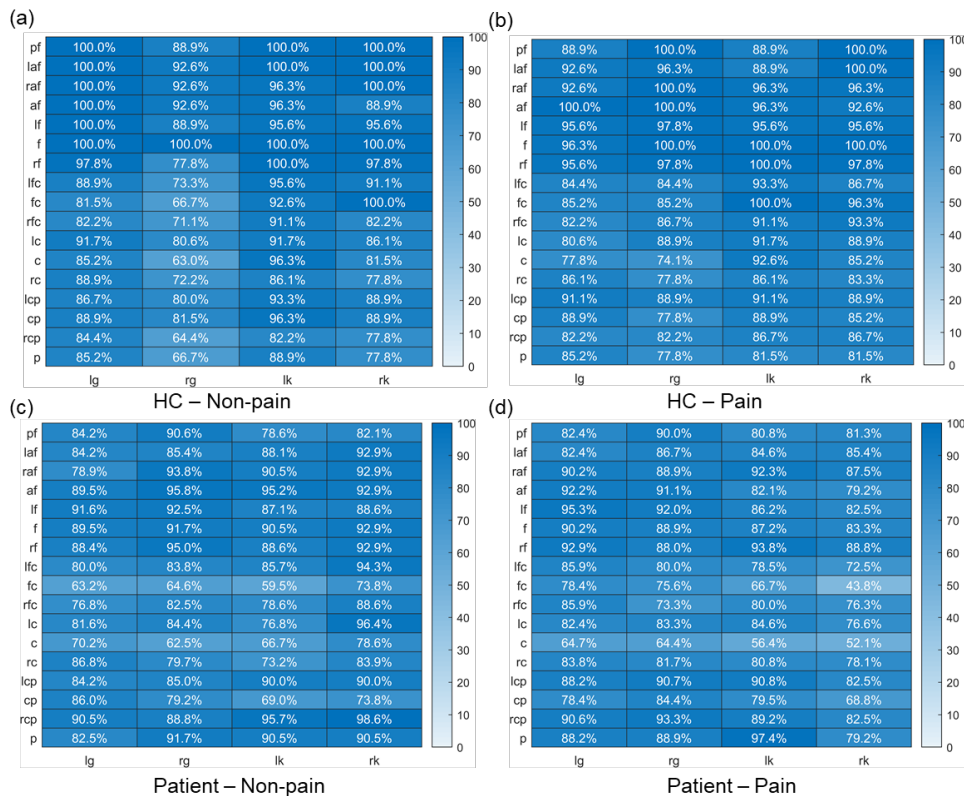 (a)
pf 100.0% 88.9% 100.0% 100.0% 100
laf 100.0% 92.6% 100.0% 100.0% 90
raf 100.0% 92.6% 96.3% 100.0% 80
af 100.0% 92.6% 96.3% 88.9%
lf 100.0% 88.9% 95.6% 95.6% 70
f 100.0% 100.0% 100.0% 100.0%
rf 97.8% 77.8% 100.0% 97.8% 60
lfc 88.9% 73.3% 95.6% 91.1%
fc 81.5% 66.7% 92.6% 100.0% 50
rfc 82.2% 71.1% 91.1% 82.2%
lc 91.7% 80.6% 91.7% 86.1% 40
c 85.2% 63.0% 96.3% 81.5% 30
rc 88.9% 72.2% 86.1% 77.8%
lcp 86.7% 80.0% 93.3% 88.9% 20
cp 88.9% 81.5% 96.3% 88.9%
rcp 84.4% 64.4% 82.2% 77.8% 10
p 85.2% 66.7% 88.9% 77.8% 0
lg rg lk rk
HC – Non-pain
(b)
pf 88.9% 100.0% 88.9% 100.0% 100
laf 92.6% 96.3% 88.9% 100.0% 90
raf 92.6% 100.0% 96.3% 96.3% 80
af 100.0% 100.0% 96.3% 92.6%
lf 95.6% 97.8% 95.6% 95.6% 70
f 96.3% 100.0% 100.0% 100.0%
rf 95.6% 97.8% 100.0% 97.8% 60
lfc 84.4% 84.4% 93.3% 86.7%
fc 85.2% 85.2% 100.0% 96.3% 50
rfc 82.2% 86.7% 91.1% 93.3%
lc 80.6% 88.9% 91.7% 88.9% 40
c 77.8% 74.1% 92.6% 85.2% 30
rc 86.1% 77.8% 86.1% 83.3%
lcp 91.1% 88.9% 91.1% 88.9% 20
cp 88.9% 77.8% 88.9% 85.2%
rcp 82.2% 82.2% 86.7% 86.7% 10
p 85.2% 77.8% 81.5% 81.5% 0
lg rg lk rk
HC – Pain
(c)
pf 84.2% 90.6% 78.6% 82.1% 100
laf 84.2% 85.4% 88.1% 92.9% 90
raf 78.9% 93.8% 90.5% 92.9% 80
af 89.5% 95.8% 95.2% 92.9%
lf 91.6% 92.5% 87.1% 88.6% 70
f 89.5% 91.7% 90.5% 92.9%
rf 88.4% 95.0% 88.6% 92.9% 60
lfc 80.0% 83.8% 85.7% 94.3%
fc 63.2% 64.6% 59.5% 73.8% 50
rfc 76.8% 82.5% 78.6% 88.6%
lc 81.6% 84.4% 76.8% 96.4% 40
c 70.2% 62.5% 66.7% 78.6% 30
rc 86.8% 79.7% 73.2% 83.9%
lcp 84.2% 85.0% 90.0% 90.0% 20
cp 86.0% 79.2% 69.0% 73.8%
rcp 90.5% 88.8% 95.7% 98.6% 10
p 82.5% 91.7% 90.5% 90.5% 0
lg rg lk rk
Patient – Non-pain
(d)
pf 82.4% 90.0% 80.8% 81.3% 100
laf 82.4% 86.7% 84.6% 85.4% 90
raf 90.2% 88.9% 92.3% 87.5% 80
af 92.2% 91.1% 82.1% 79.2%
lf 95.3% 92.0% 86.2% 82.5% 70
f 90.2% 88.9% 87.2% 83.3%
rf 92.9% 88.0% 93.8% 88.8% 60
lfc 85.9% 80.0% 78.5% 72.5%
fc 78.4% 75.6% 66.7% 43.8% 50
rfc 85.9% 73.3% 80.0% 76.3%
lc 82.4% 83.3% 84.6% 76.6% 40
c 64.7% 64.4% 56.4% 52.1% 30
rc 83.8% 81.7% 80.8% 78.1%
lcp 88.2% 90.7% 90.8% 82.5% 20
cp 78.4% 84.4% 79.5% 68.8%
rcp 90.6% 93.3% 89.2% 82.5% 10
p 88.2% 88.9% 97.4% 79.2% 0
lg rg lk rk
Patient – Pain